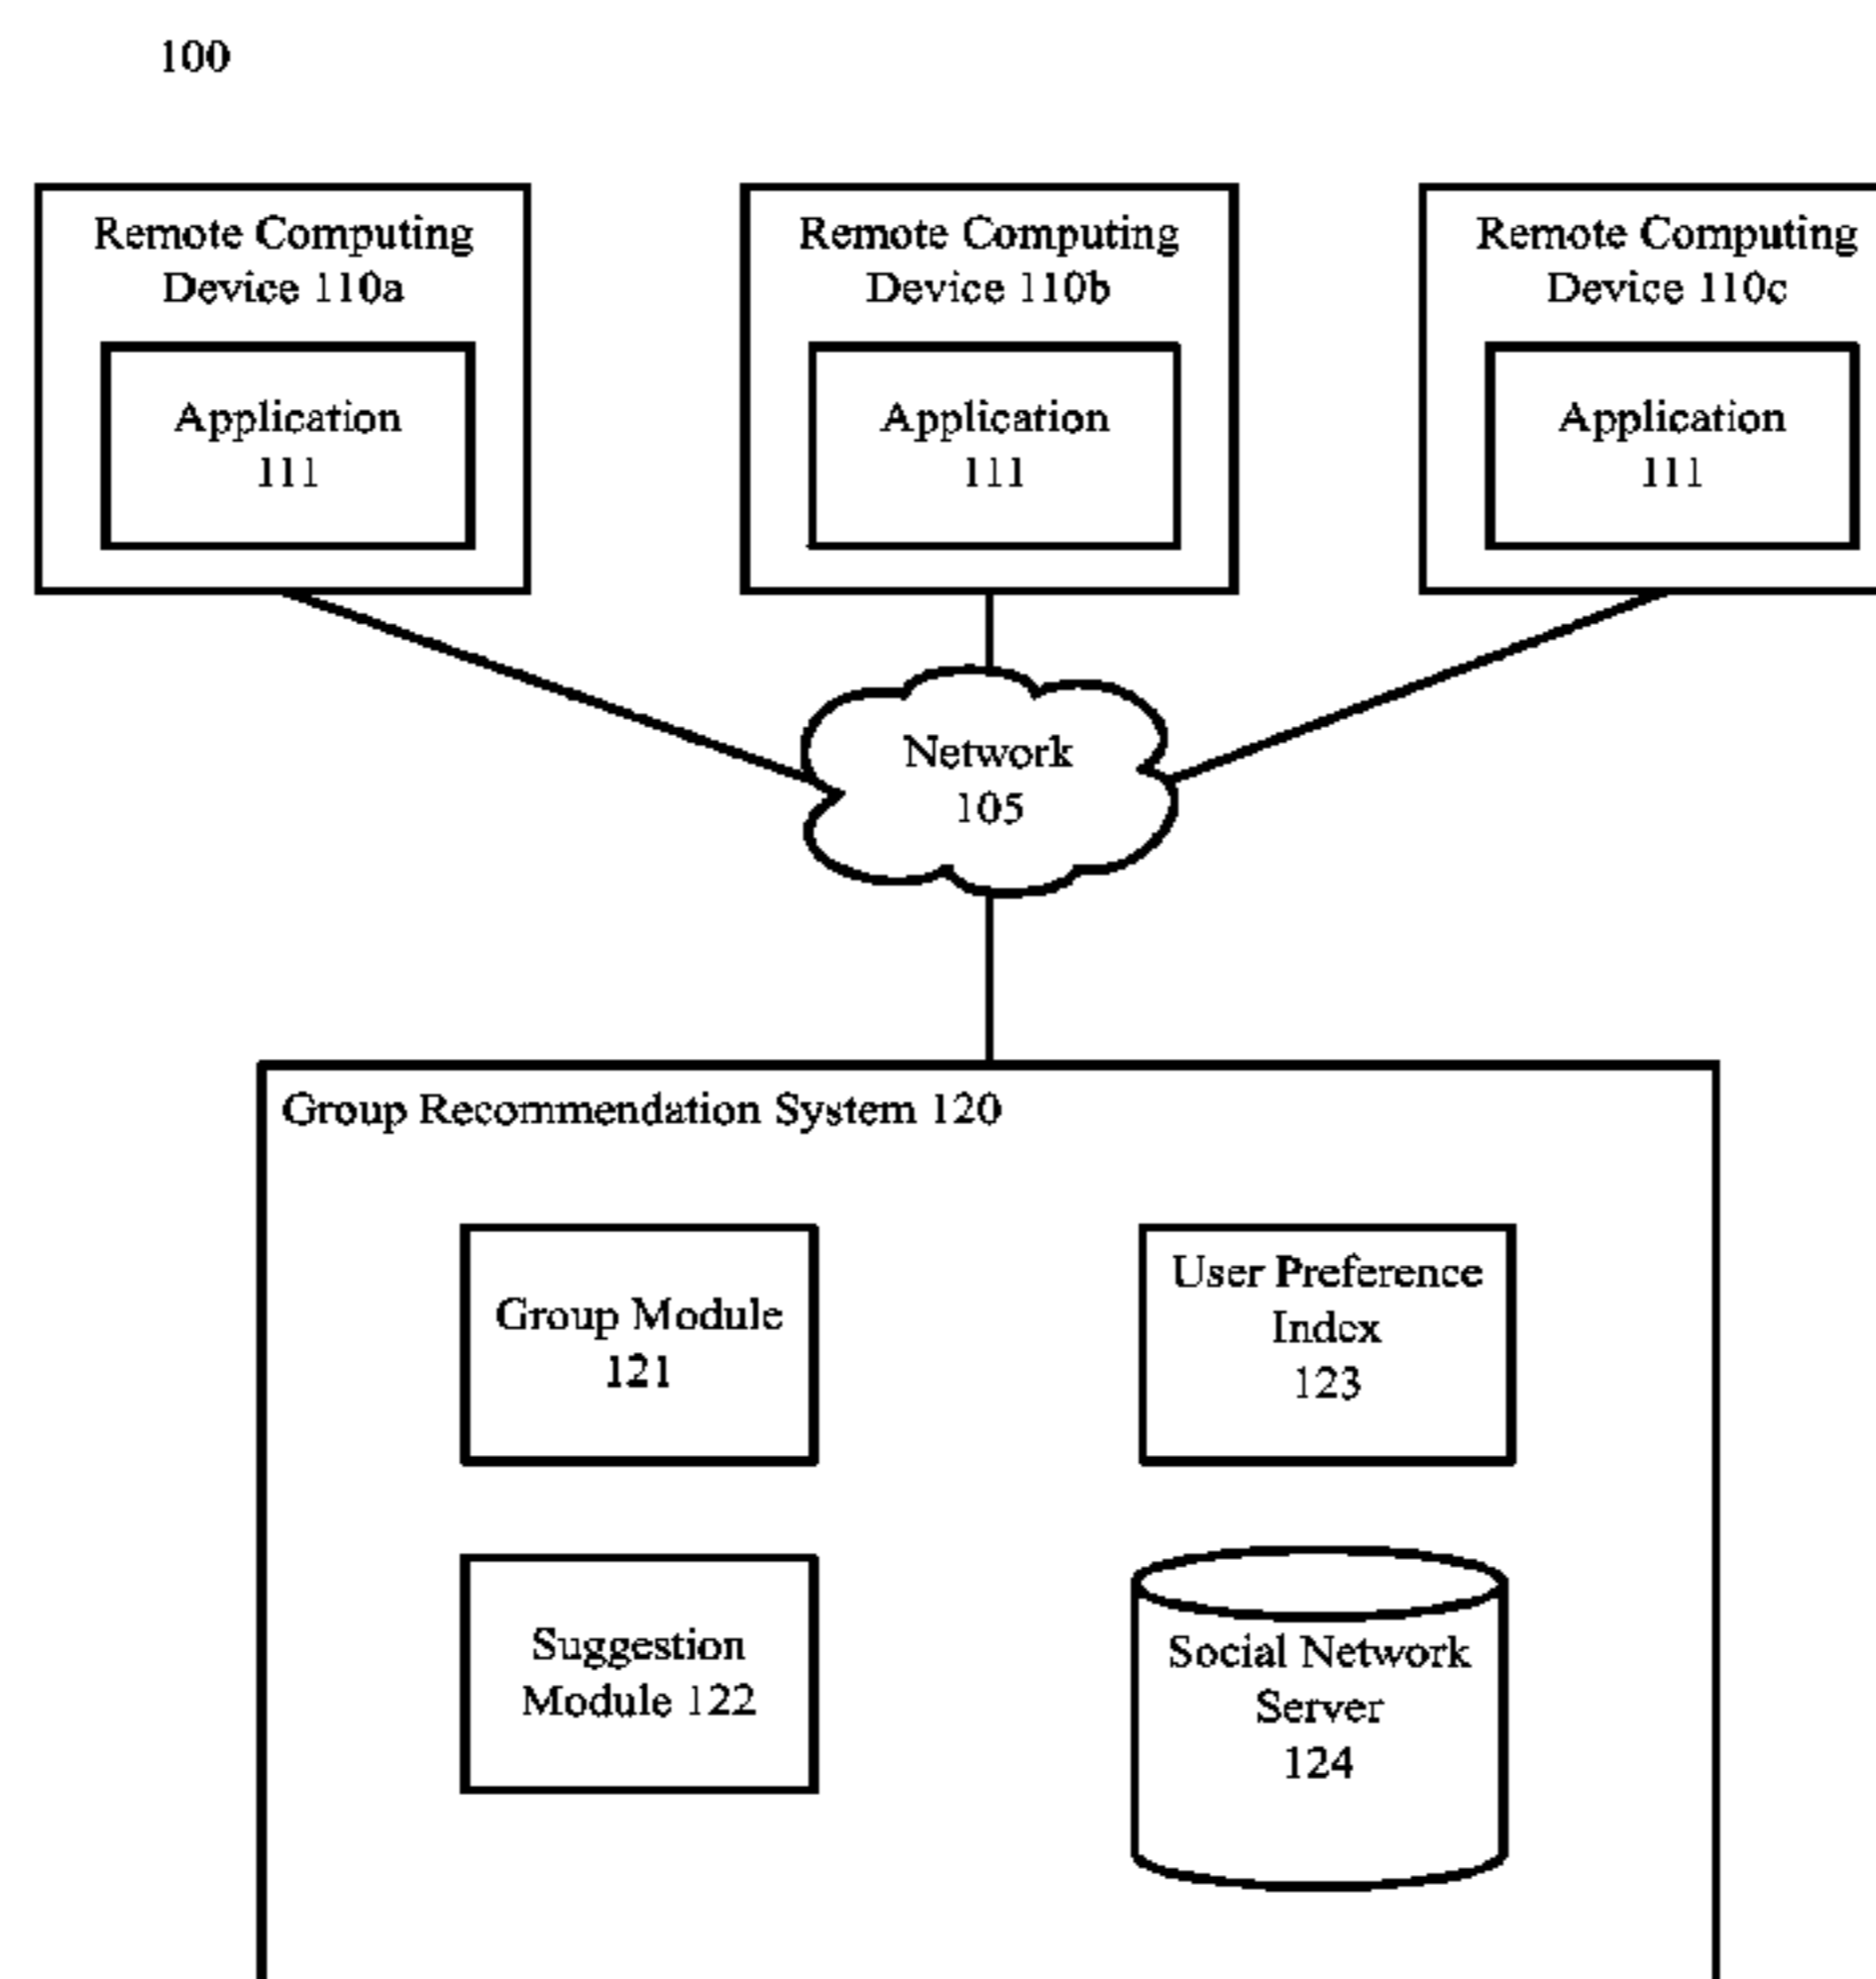 100
Remote Computing
Device 110a
Application
111
Remote Computing
Device 110b
Application
111
Remote Computing
Device 110c
Application
111
Network
105
Group Recommendation System 120
Group Module
121
User Preference
Index
123
Suggestion
Module 122
Social Network
Server
124